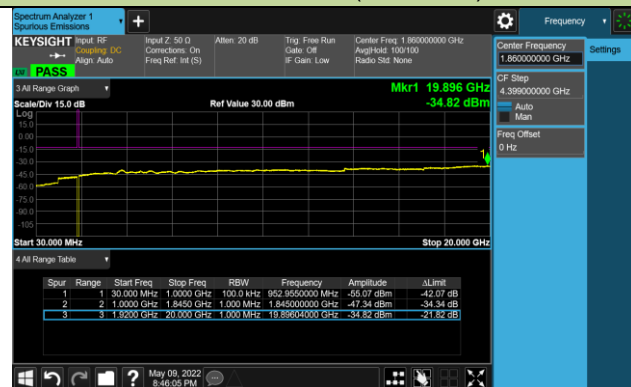 Spectrum Analyzer 1
Spurious Emissions
Frequency
KEYSIGHT Input: RF Input Z: 50 Ω Atten: 20 dB Trig: Free Run Center Freq: 1.860000000 GHz
Coupling: DC Corrections: On Gate: Off Avg|Hold: 100/100
Align: Auto Freq Ref: Int (S) IF Gain: Low Radio Std: None
PASS
Center Frequency
1.860000000 GHz
Settings
CF Step
4.399000000 GHz
Auto
Man
Freq Offset
0 Hz
3 All Range Graph
Mkr1 19.896 GHz
Scale/Div 15.0 dB Ref Value 30.00 dBm -34.82 dBm
Log
15.0
0.00
-15.0
-30.0
-45.0
-60.0
-75.0
-90.0
-105
1
Start 30.000 MHz Stop 20.000 GHz
4 All Range Table
Spur Range Start Freq Stop Freq RBW Frequency Amplitude ΔLimit
1 1 30.000 MHz 1.0000 GHz 100.0 kHz 952.9550000 MHz -55.07 dBm -42.07 dB
2 2 1.0000 GHz 1.8450 GHz 1.000 MHz 1.845000000 GHz -47.34 dBm -34.34 dB
3 3 1.9200 GHz 20.000 GHz 1.000 MHz 19.89604000 GHz -34.82 dBm -21.82 dB
May 09, 2022
8:46:05 PM